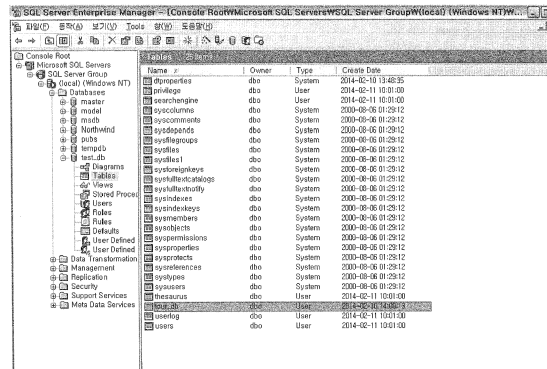 SQL Server Enterprise Manager - [Console Root₩Microsoft SQL Servers₩SQL Server Group₩(local) (Windows NT)₩...
파일(F) 동작(A) 보기(V) Tools 창(W) 도움말(H)
Console Root
Microsoft SQL Servers
SQL Server Group
(local) (Windows NT)
Databases
master
model
msdb
Northwind
pubs
tempdb
test_db
Diagrams
Tables
Views
Stored Proced
Users
Roles
Rules
Defaults
User Defined
User Defined
Data Transformation
Management
Replication
Security
Support Services
Meta Data Services
Tables
Name Owner Type Create Date
dtproperties dbo System 2014-02-10 13:48:35
privilege dbo User 2014-02-11 10:01:00
searchengine dbo User 2014-02-11 10:01:00
syscolumns dbo System 2000-08-06 01:29:12
syscomments dbo System 2000-08-06 01:29:12
sysdepends dbo System 2000-08-06 01:29:12
sysfilegroups dbo System 2000-08-06 01:29:12
sysfiles dbo System 2000-08-06 01:29:12
sysfiles1 dbo System 2000-08-06 01:29:12
sysforeignkeys dbo System 2000-08-06 01:29:12
sysfulltextcatalogs dbo System 2000-08-06 01:29:12
sysfulltextnotify dbo System 2000-08-06 01:29:12
sysindexes dbo System 2000-08-06 01:29:12
sysindexkeys dbo System 2000-08-06 01:29:12
sysmembers dbo System 2000-08-06 01:29:12
sysobjects dbo System 2000-08-06 01:29:12
syspermissions dbo System 2000-08-06 01:29:12
sysproperties dbo System 2000-08-06 01:29:12
sysprotects dbo System 2000-08-06 01:29:12
sysreferences dbo System 2000-08-06 01:29:12
systypes dbo System 2000-08-06 01:29:12
sysusers dbo System 2000-08-06 01:29:12
thesaurus dbo User 2014-02-11 10:01:00
dbo User
userlog dbo User 2014-02-11 10:01:00
users dbo User 2014-02-11 10:01:00